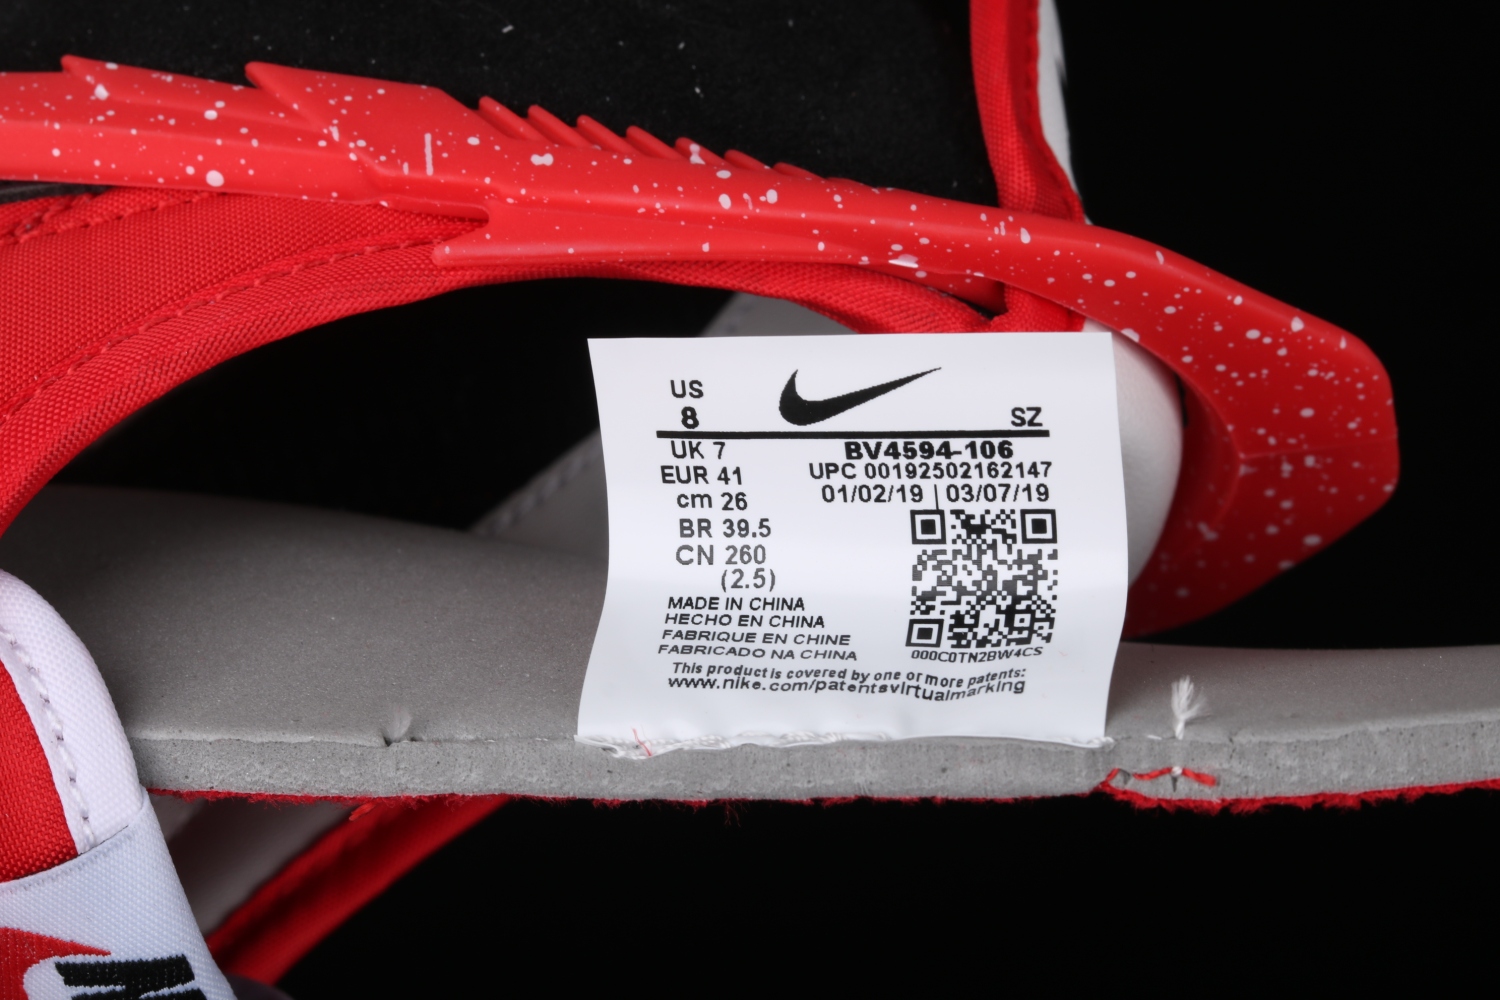 US
8 SZ
UK 7 BV4594-106
EUR 41 UPC 00192502162147
cm 26 01/02/19 | 03/07/19
BR 39.5
CN 260
(2.5)
MADE IN CHINA
HECHO EN CHINA
FABRIQUE EN CHINE
FABRICADO NA CHINA
000C0TN2BW4CS
This product is covered by one or more patents:
www.nike.com/patentsvirtualmarking